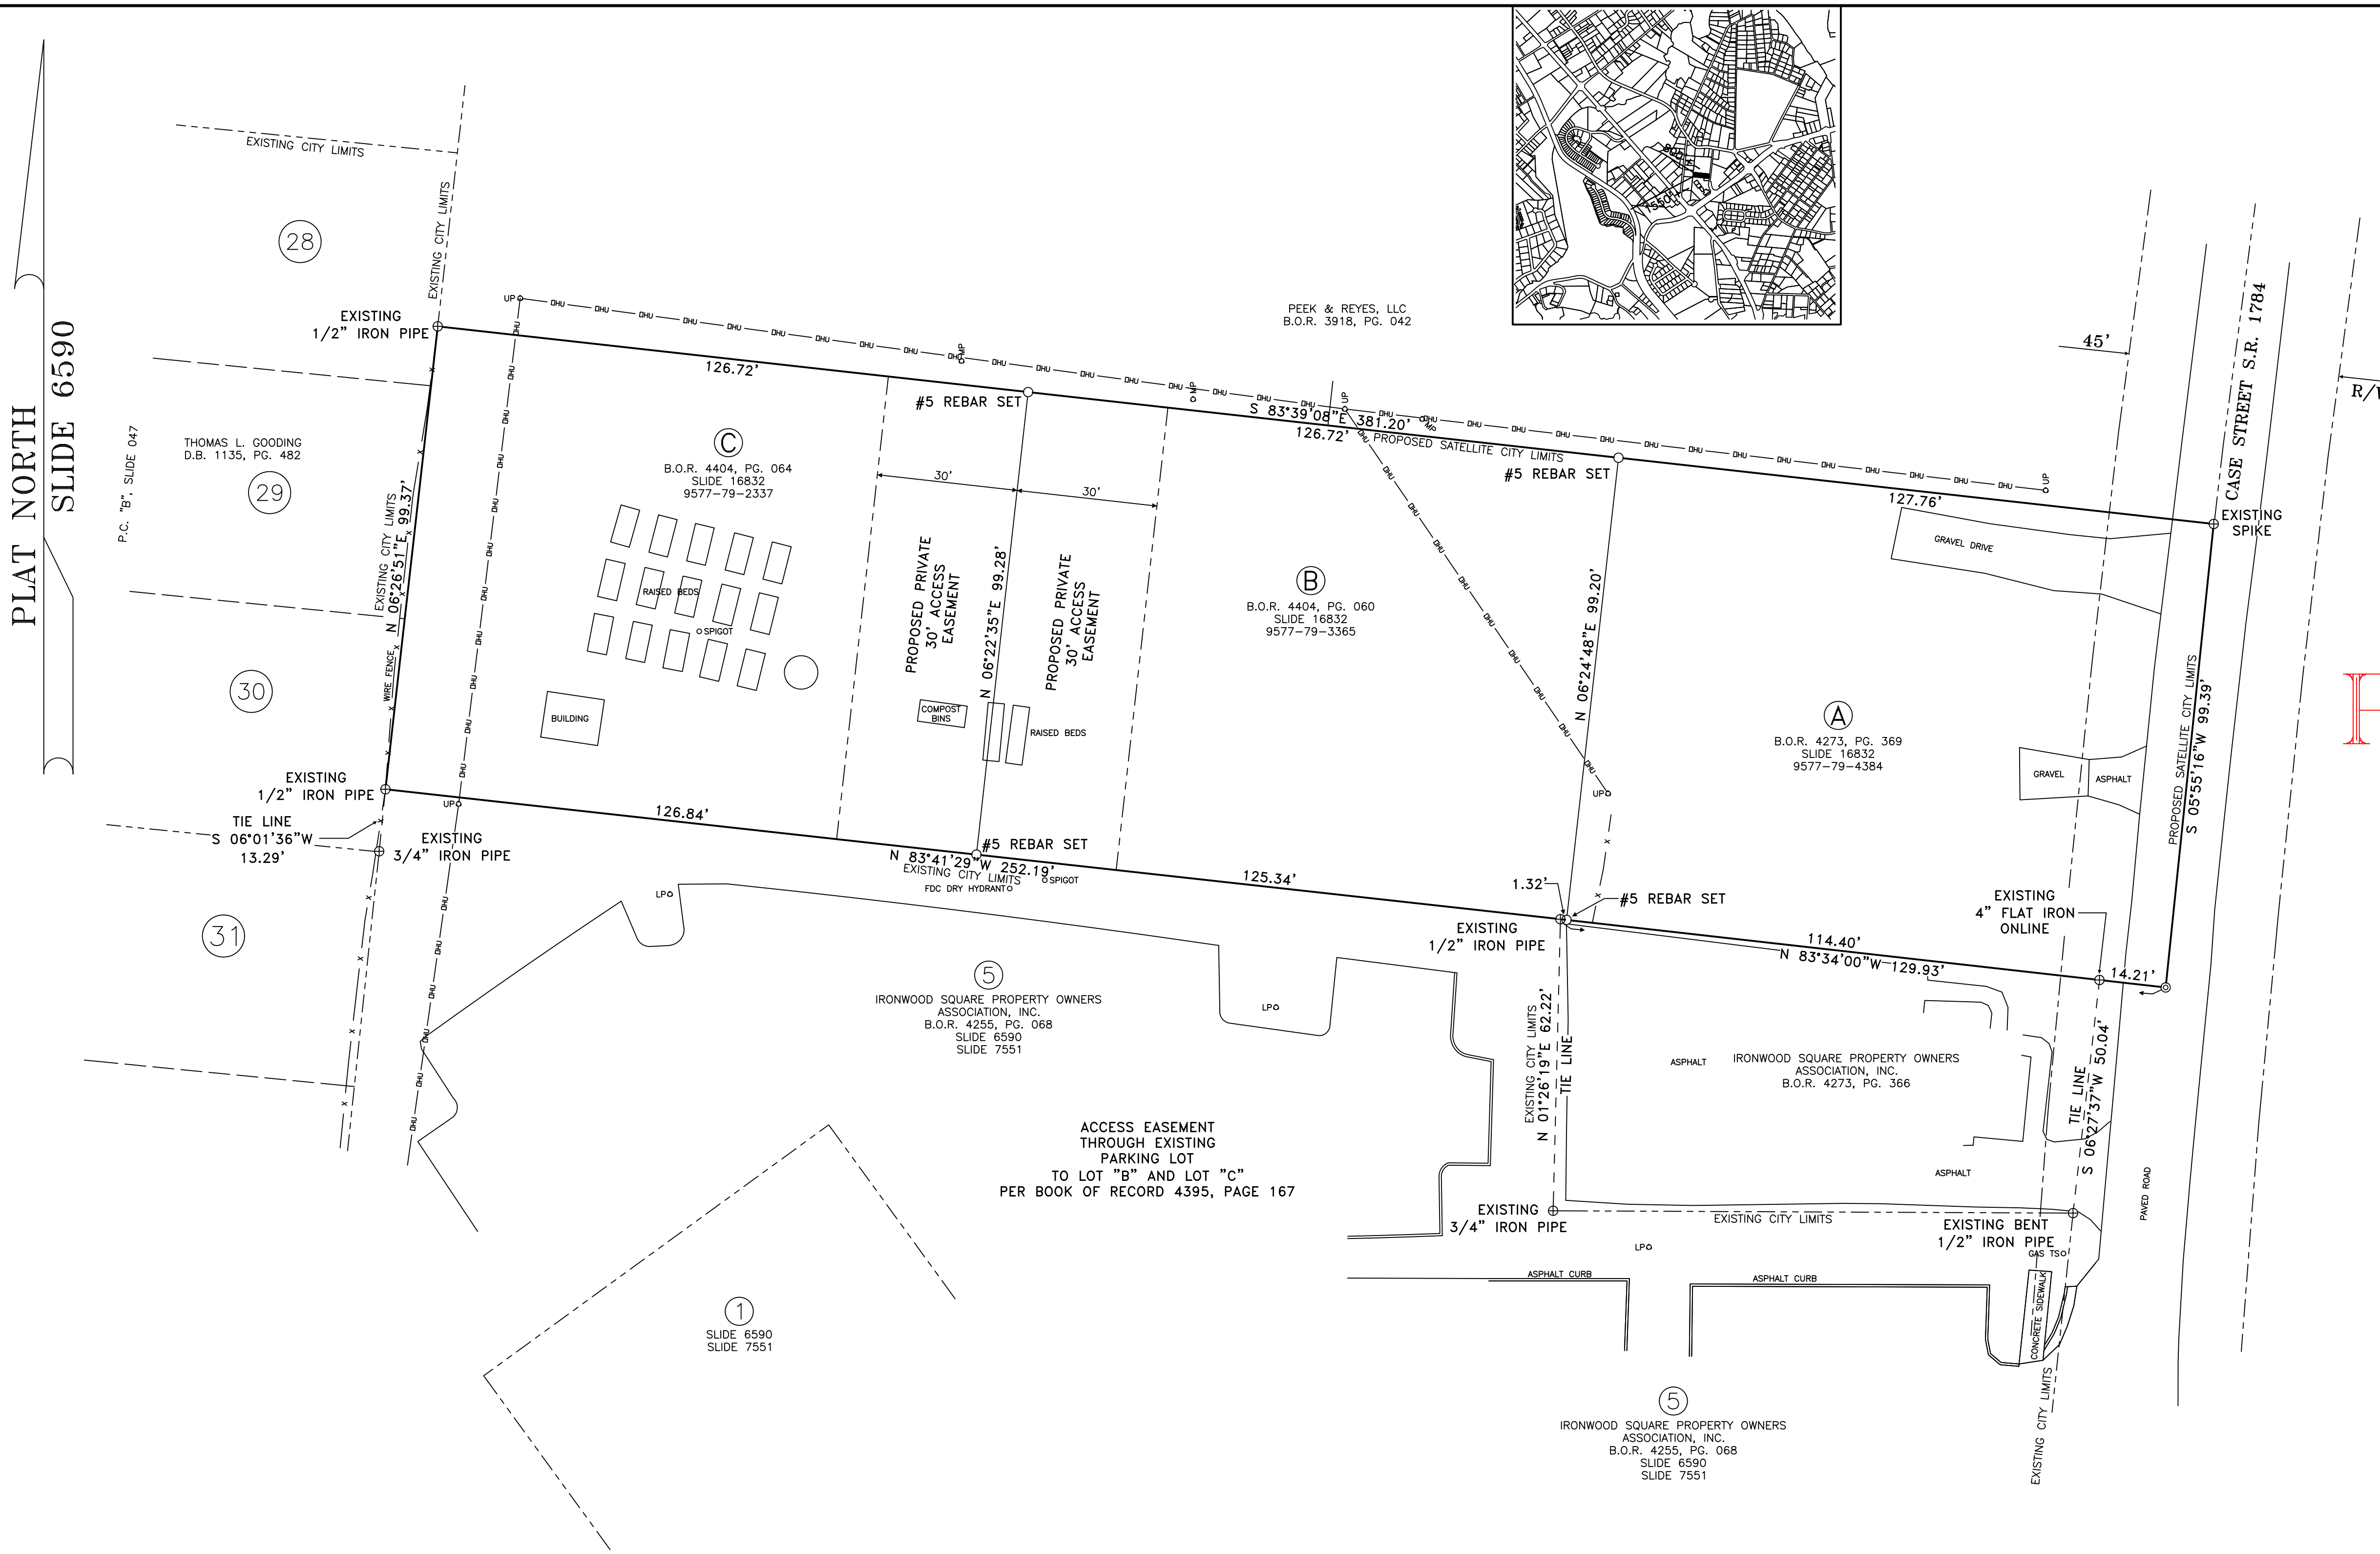 PLAT NORTH
SLIDE 6590
EXISTING CITY LIMITS
EXISTING CITY LIMITS
28
EXISTING
1/2" IRON PIPE
THOMAS L. GOODING
D.B. 1135, PG. 482
29
P.C. "B", SLIDE 047
30
31
EXISTING CITY LIMITS
N 06°26'51"E 99.37'
WIRE FENCE
EXISTING
1/2" IRON PIPE
TIE LINE
S 06°01'36"W
13.29'
EXISTING
3/4" IRON PIPE
UP
UP
OHU
MP
MP
UP
MP
UP
126.72'
#5 REBAR SET
C
B.O.R. 4404, PG. 064
SLIDE 16832
9577-79-2337
30'
30'
RAISED BEDS
SPIGOT
BUILDING
PROPOSED PRIVATE
30' ACCESS
EASEMENT
N 06°22'35"E 99.28'
PROPOSED PRIVATE
30' ACCESS
EASEMENT
COMPOST
BINS
RAISED BEDS
PEEK & REYES, LLC
B.O.R. 3918, PG. 042
S 83°39'08"E 381.20'
126.72'
PROPOSED SATELLITE CITY LIMITS
#5 REBAR SET
B
B.O.R. 4404, PG. 060
SLIDE 16832
9577-79-3365
N 06°24'48"E 99.20'
UP
127.76'
GRAVEL DRIVE
A
B.O.R. 4273, PG. 369
SLIDE 16832
9577-79-4384
GRAVEL
ASPHALT
EXISTING
SPIKE
45'
CASE STREET S.R. 1784
PROPOSED SATELLITE CITY LIMITS
S 05°55'16"W 99.39'
126.84'
#5 REBAR SET
N 83°41'29"W 252.19'
EXISTING CITY LIMITS
SPIGOT
FDC DRY HYDRANT
LP
125.34'
1.32'
#5 REBAR SET
EXISTING
1/2" IRON PIPE
EXISTING
4" FLAT IRON
ONLINE
114.40'
N 83°34'00"W 129.93'
14.21'
5
IRONWOOD SQUARE PROPERTY OWNERS
ASSOCIATION, INC.
B.O.R. 4255, PG. 068
SLIDE 6590
SLIDE 7551
LP
EXISTING CITY LIMITS
N 01°26'19"E 62.22'
TIE LINE
ASPHALT
IRONWOOD SQUARE PROPERTY OWNERS
ASSOCIATION, INC.
B.O.R. 4273, PG. 366
TIE LINE
S 06°27'37"W 50.04'
ASPHALT
PAVED ROAD
ACCESS EASEMENT
THROUGH EXISTING
PARKING LOT
TO LOT "B" AND LOT "C"
PER BOOK OF RECORD 4395, PAGE 167
EXISTING
3/4" IRON PIPE
EXISTING CITY LIMITS
EXISTING BENT
1/2" IRON PIPE
GAS TS
LP
ASPHALT CURB
ASPHALT CURB
CONCRETE SIDEWALK
EXISTING CITY LIMITS
1
SLIDE 6590
SLIDE 7551
5
IRONWOOD SQUARE PROPERTY OWNERS
ASSOCIATION, INC.
B.O.R. 4255, PG. 068
SLIDE 6590
SLIDE 7551